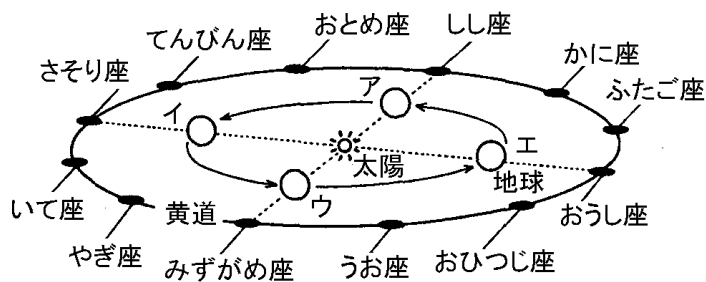 おとめ座
しし座
てんびん座
かに座
さそり座
ア
ふたご座
イ
エ
太陽
地球
いて座
黄道
ウ
おうし座
やぎ座
みずがめ座
うお座
おひつじ座